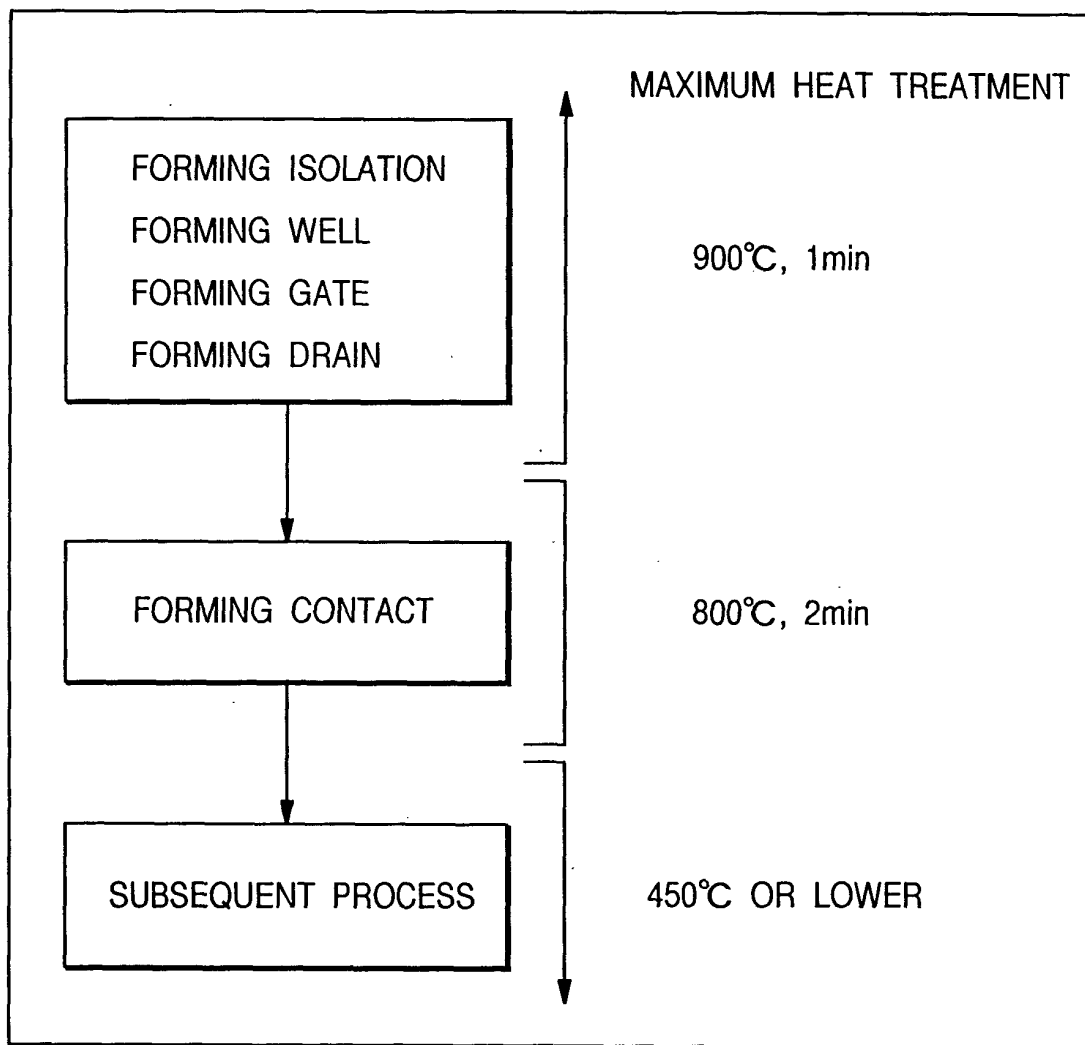 MAXIMUM HEAT TREATMENT
FORMING ISOLATION
FORMING WELL
FORMING GATE
FORMING DRAIN
900℃, 1min
FORMING CONTACT
800℃, 2min
SUBSEQUENT PROCESS
450℃ OR LOWER